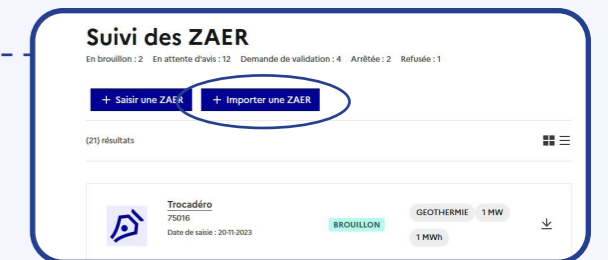 Suivi des ZAER
En brouillon : 2 En attente d'avis : 12 Demande de validation : 4 Arrêtée : 2 Refusée : 1
+ Saisir une ZAER + Importer une ZAER
(21) résultats
Trocadéro
75016
Date de saisie : 20-11-2023
BROUILLON
GEOTHERMIE 1 MW
1 MWh